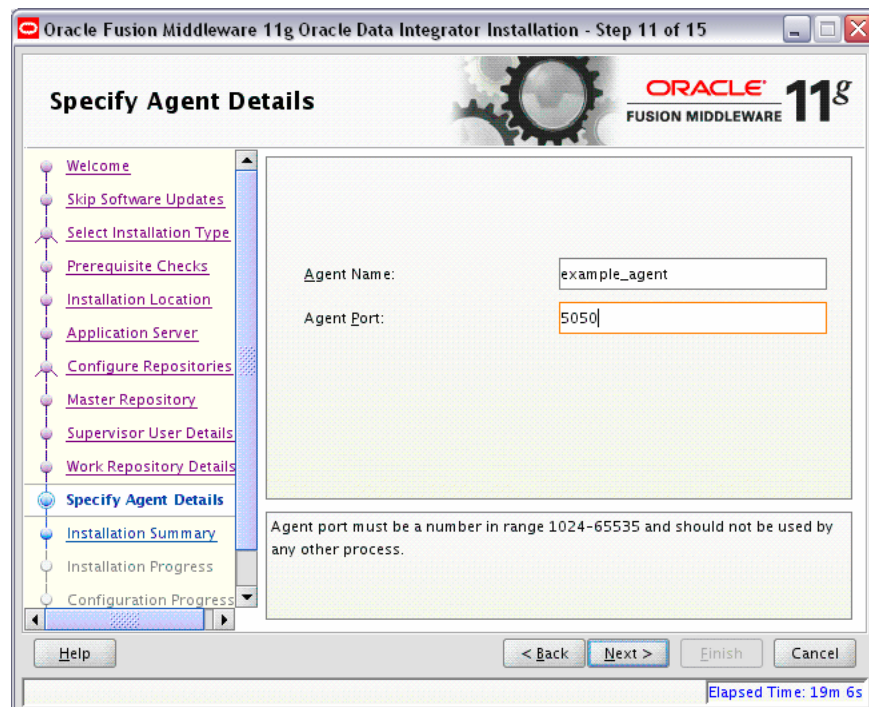 Oracle Fusion Middleware 11g Oracle Data Integrator Installation - Step 11 of 15
Specify Agent Details
ORACLE
FUSION MIDDLEWARE
11g
Welcome
Skip Software Updates
Select Installation Type
Prerequisite Checks
Installation Location
Application Server
Configure Repositories
Master Repository
Supervisor User Details
Work Repository Details
Specify Agent Details
Installation Summary
Installation Progress
Configuration Progress
Agent Name: example_agent
Agent Port: 5050
Agent port must be a number in range 1024-65535 and should not be used by
any other process.
Help < Back Next > Finish Cancel
Elapsed Time: 19m 6s